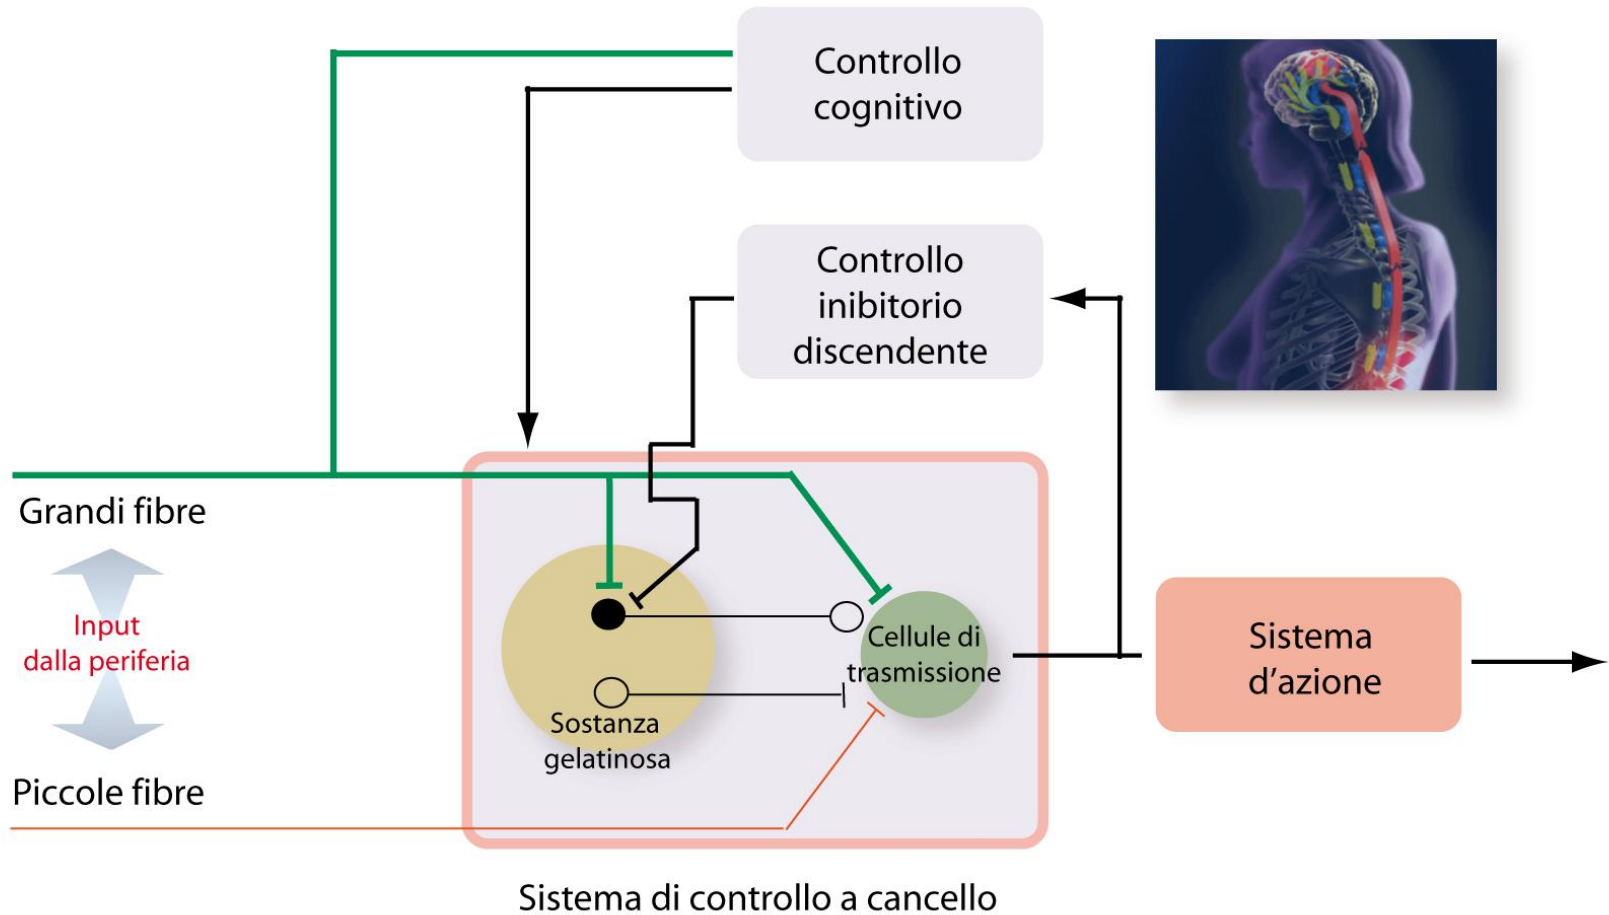 Controllo
cognitivo
Controllo
inibitorio
discendente
Grandi fibre
Input
dalla periferia
Piccole fibre
Sostanza
gelatinosa
Cellule di
trasmissione
Sistema
d’azione
Sistema di controllo a cancello